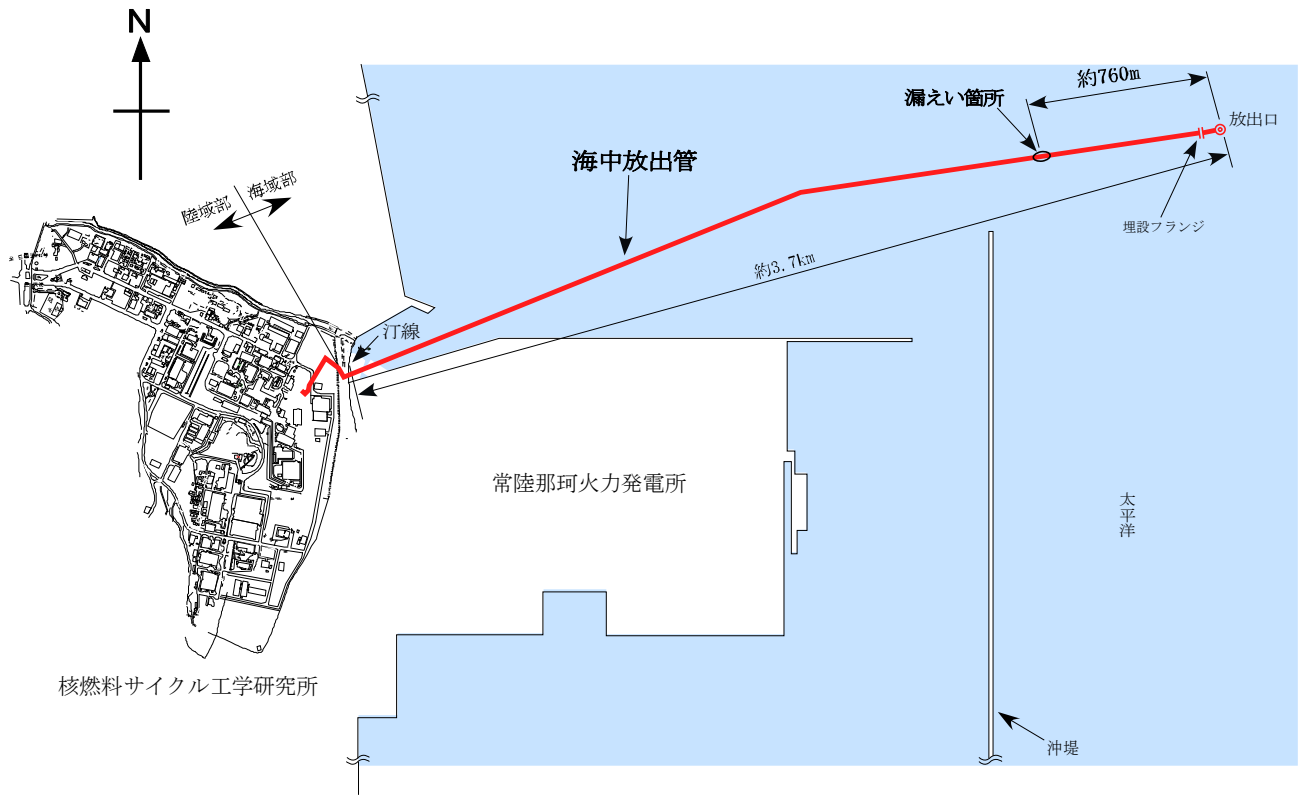 N
約760m
漏えい箇所
放出口
海中放出管
海域部
陸域部
埋設フランジ
約3.7km
汀線
常陸那珂火力発電所
太平洋
核燃料サイクル工学研究所
沖堤